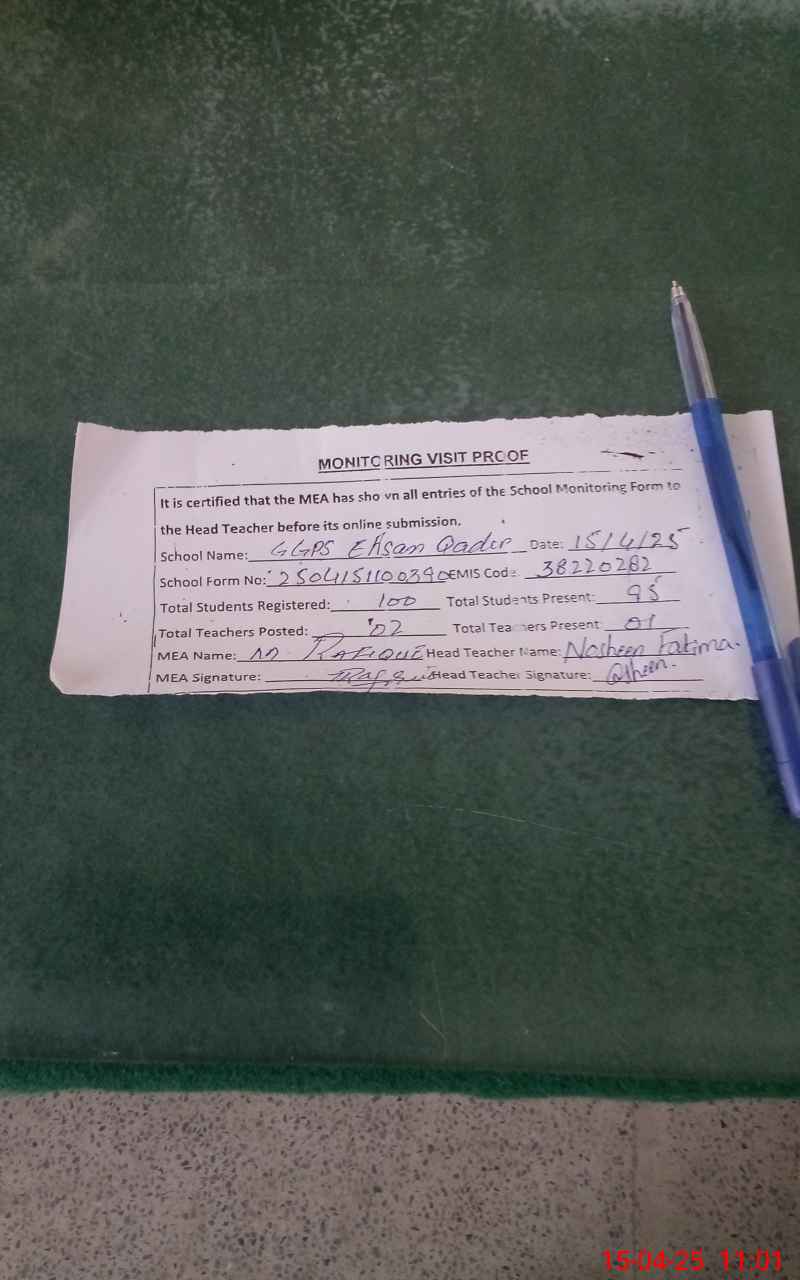 MONITORING VISIT PROOF
It is certified that the MEA has shown all entries of the School Monitoring Form to
the Head Teacher before its online submission.
School Name: GGPS EHsan Qader Date: 15/4/25
School Form No: 2504151100390 EMIS Code: 38220282
Total Students Registered: 100 Total Students Present: 95
Total Teachers Posted: 02 Total Teachers Present: 01
MEA Name: M RAFIQUE Head Teacher Name: Nosheen Fatima.
MEA Signature: Head Teacher Signature:
15-04-25 11:01